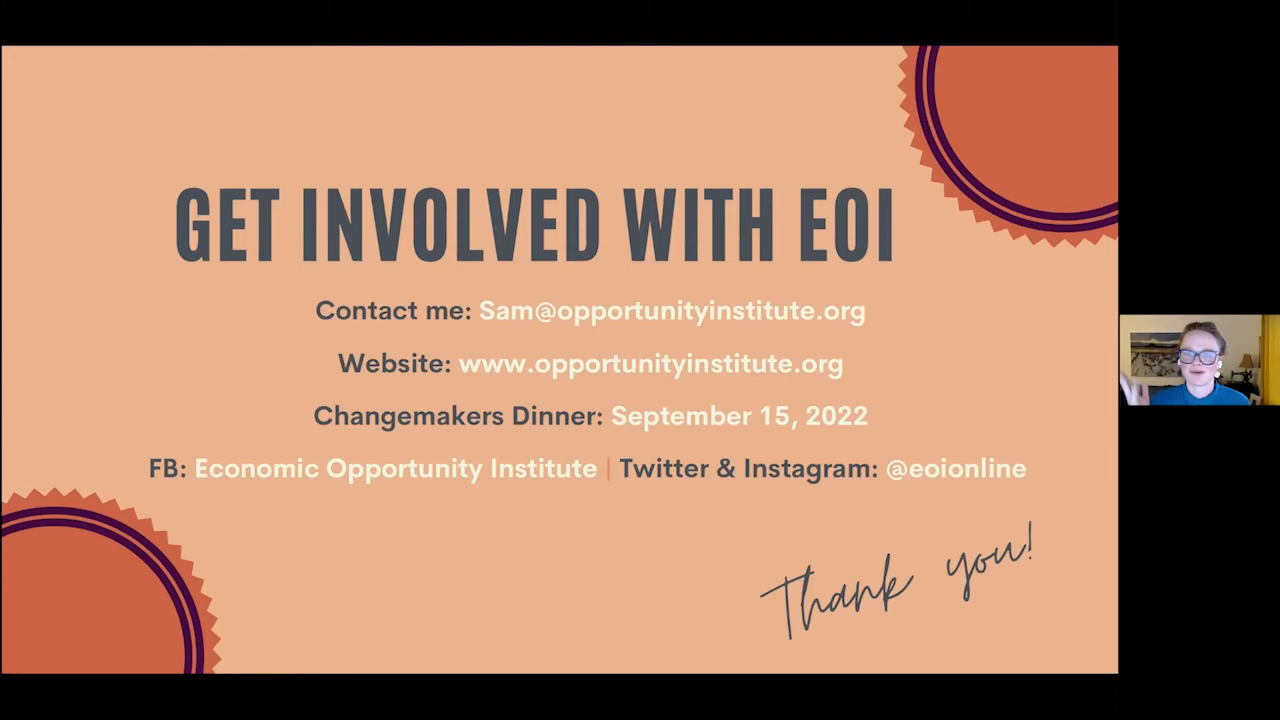 GET INVOLVED WITH EOI
Contact me: Sam@opportunityinstitute.org
Website: www.opportunityinstitute.org
Changemakers Dinner: September 15, 2022
FB: Economic Opportunity Institute | Twitter & Instagram: @eoionline
Thank you!